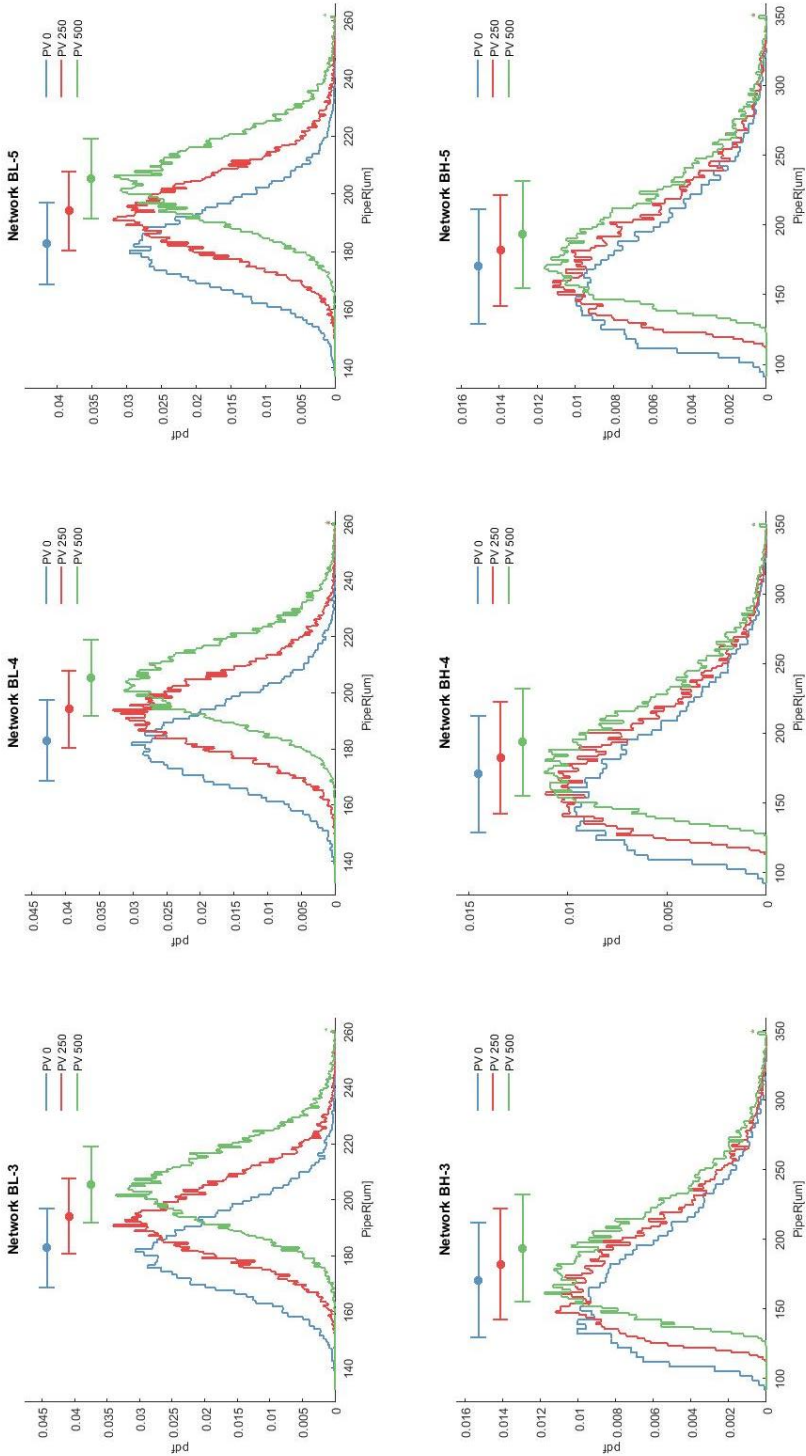 Network BL-3
PV 0
PV 250
PV 500
0.045
0.04
0.035
0.03
0.025
0.02
0.015
0.01
0.005
0
pdf
140 160 180 200 220 240 260
PipeR[um]
Network BL-4
PV 0
PV 250
PV 500
0.045
0.04
0.035
0.03
0.025
0.02
0.015
0.01
0.005
0
pdf
140 160 180 200 220 240 260
PipeR[um]
Network BL-5
PV 0
PV 250
PV 500
0.04
0.035
0.03
0.025
0.02
0.015
0.01
0.005
0
pdf
140 160 180 200 220 240 260
PipeR[um]
Network BH-3
PV 0
PV 250
PV 500
0.016
0.014
0.012
0.01
0.008
0.006
0.004
0.002
0
pdf
100 150 200 250 300 350
PipeR[um]
Network BH-4
PV 0
PV 250
PV 500
0.015
0.01
0.005
0
pdf
100 150 200 250 300 350
PipeR[um]
Network BH-5
PV 0
PV 250
PV 500
0.016
0.014
0.012
0.01
0.008
0.006
0.004
0.002
0
pdf
100 150 200 250 300 350
PipeR[um]